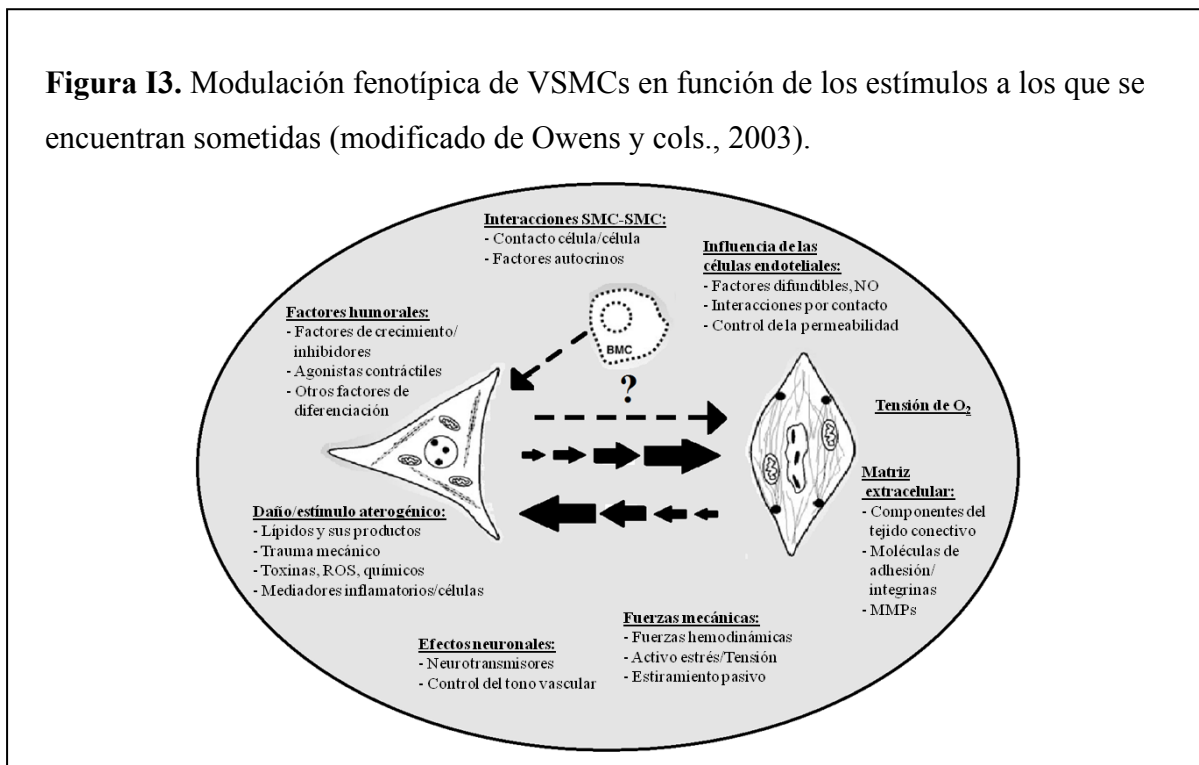 Figura I3. Modulación fenotípica de VSMCs en función de los estímulos a los que se
encuentran sometidas (modificado de Owens y cols., 2003).
Interacciones SMC-SMC:
- Contacto célula/célula
- Factores autocrinos
Influencia de las
células endoteliales:
- Factores difundibles, NO
- Interacciones por contacto
- Control de la permeabilidad
Factores humorales:
- Factores de crecimiento/
inhibidores
- Agonistas contráctiles
- Otros factores de
diferenciación
BMC
?
Tensión de O₂
Matriz
extracelular:
- Componentes del
tejido conectivo
- Moléculas de
adhesión/
integrinas
- MMPs
Daño/estímulo aterogénico:
- Lípidos y sus productos
- Trauma mecánico
- Toxinas, ROS, químicos
- Mediadores inflamatorios/células
Fuerzas mecánicas:
- Fuerzas hemodinámicas
- Activo estrés/Tensión
- Estiramiento pasivo
Efectos neuronales:
- Neurotransmisores
- Control del tono vascular